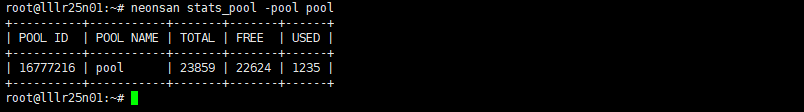 root@lllr25n01:~# neonsan stats_pool -pool pool
+----------+-----------+-------+-------+------+
| POOL ID | POOL NAME | TOTAL | FREE | USED |
+----------+-----------+-------+-------+------+
| 16777216 | pool | 23859 | 22624 | 1235 |
+----------+-----------+-------+-------+------+
root@lllr25n01:~#